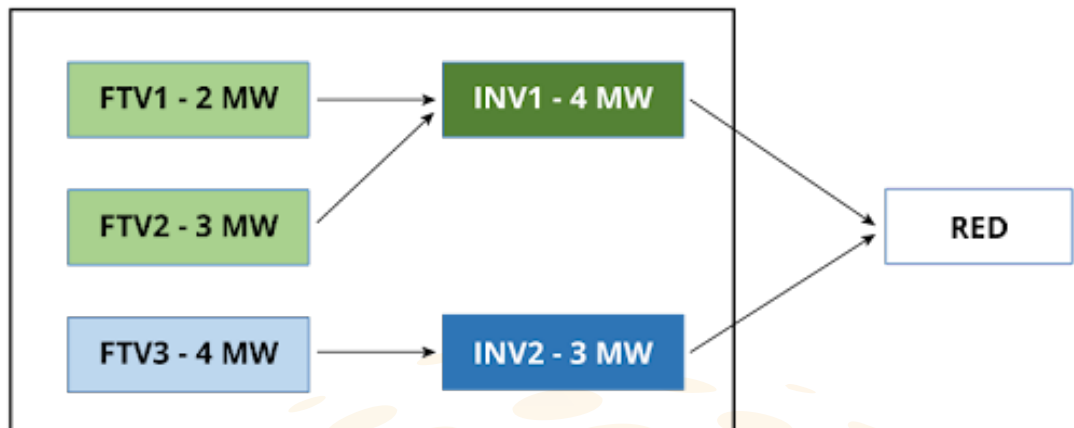 FTV1 - 2 MW
INV1 - 4 MW
FTV2 - 3 MW
RED
FTV3 - 4 MW
INV2 - 3 MW